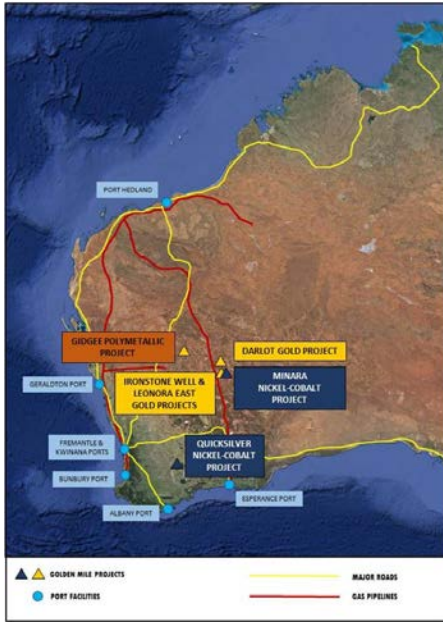 PORT HEDLAND
GIDGEE POLYMETALLIC
PROJECT
DARLOT GOLD PROJECT
MINARA
NICKEL-COBALT
PROJECT
GERALDTON PORT
IRONSTONE WELL &
LEONORA EAST
GOLD PROJECTS
FREMANTLE &
KWINANA PORTS
QUICKSILVER
NICKEL-COBALT
PROJECT
BUNBURY PORT
ESPERANCE PORT
ALBANY PORT
GOLDEN MILE PROJECTS
MAJOR ROADS
PORT FACILITIES
GAS PIPELINES